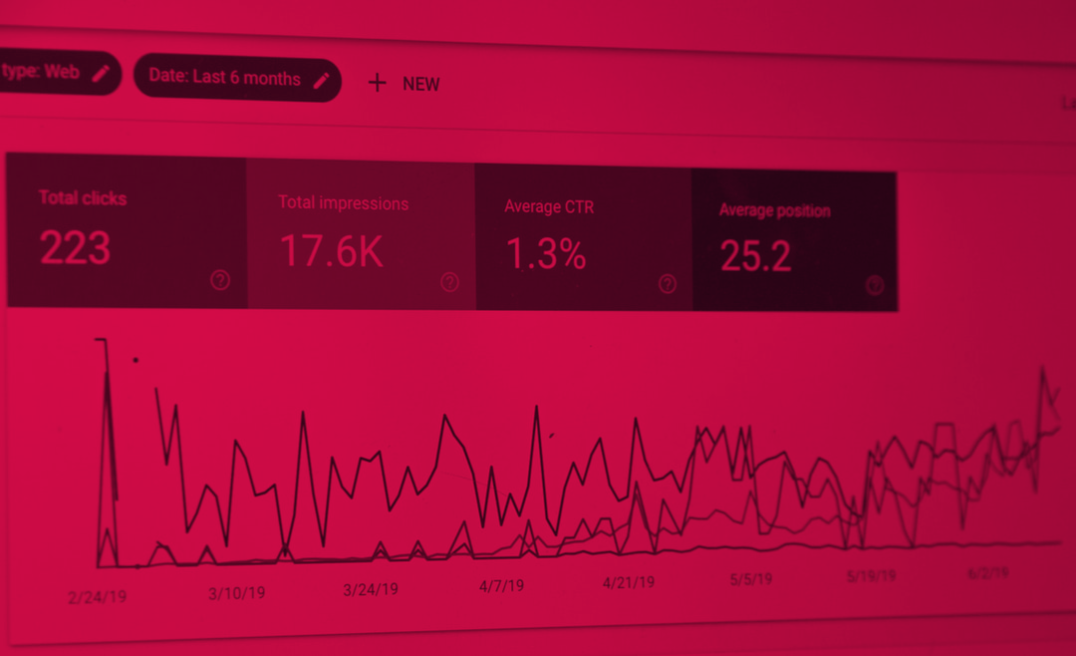 type: Web
Date: Last 6 months
+ NEW
Total clicks
223
Total impressions
17.6K
Average CTR
1.3%
Average position
25.2
2/24/19 3/10/19 3/24/19 4/7/19 4/21/19 5/5/19 5/19/19 6/2/19